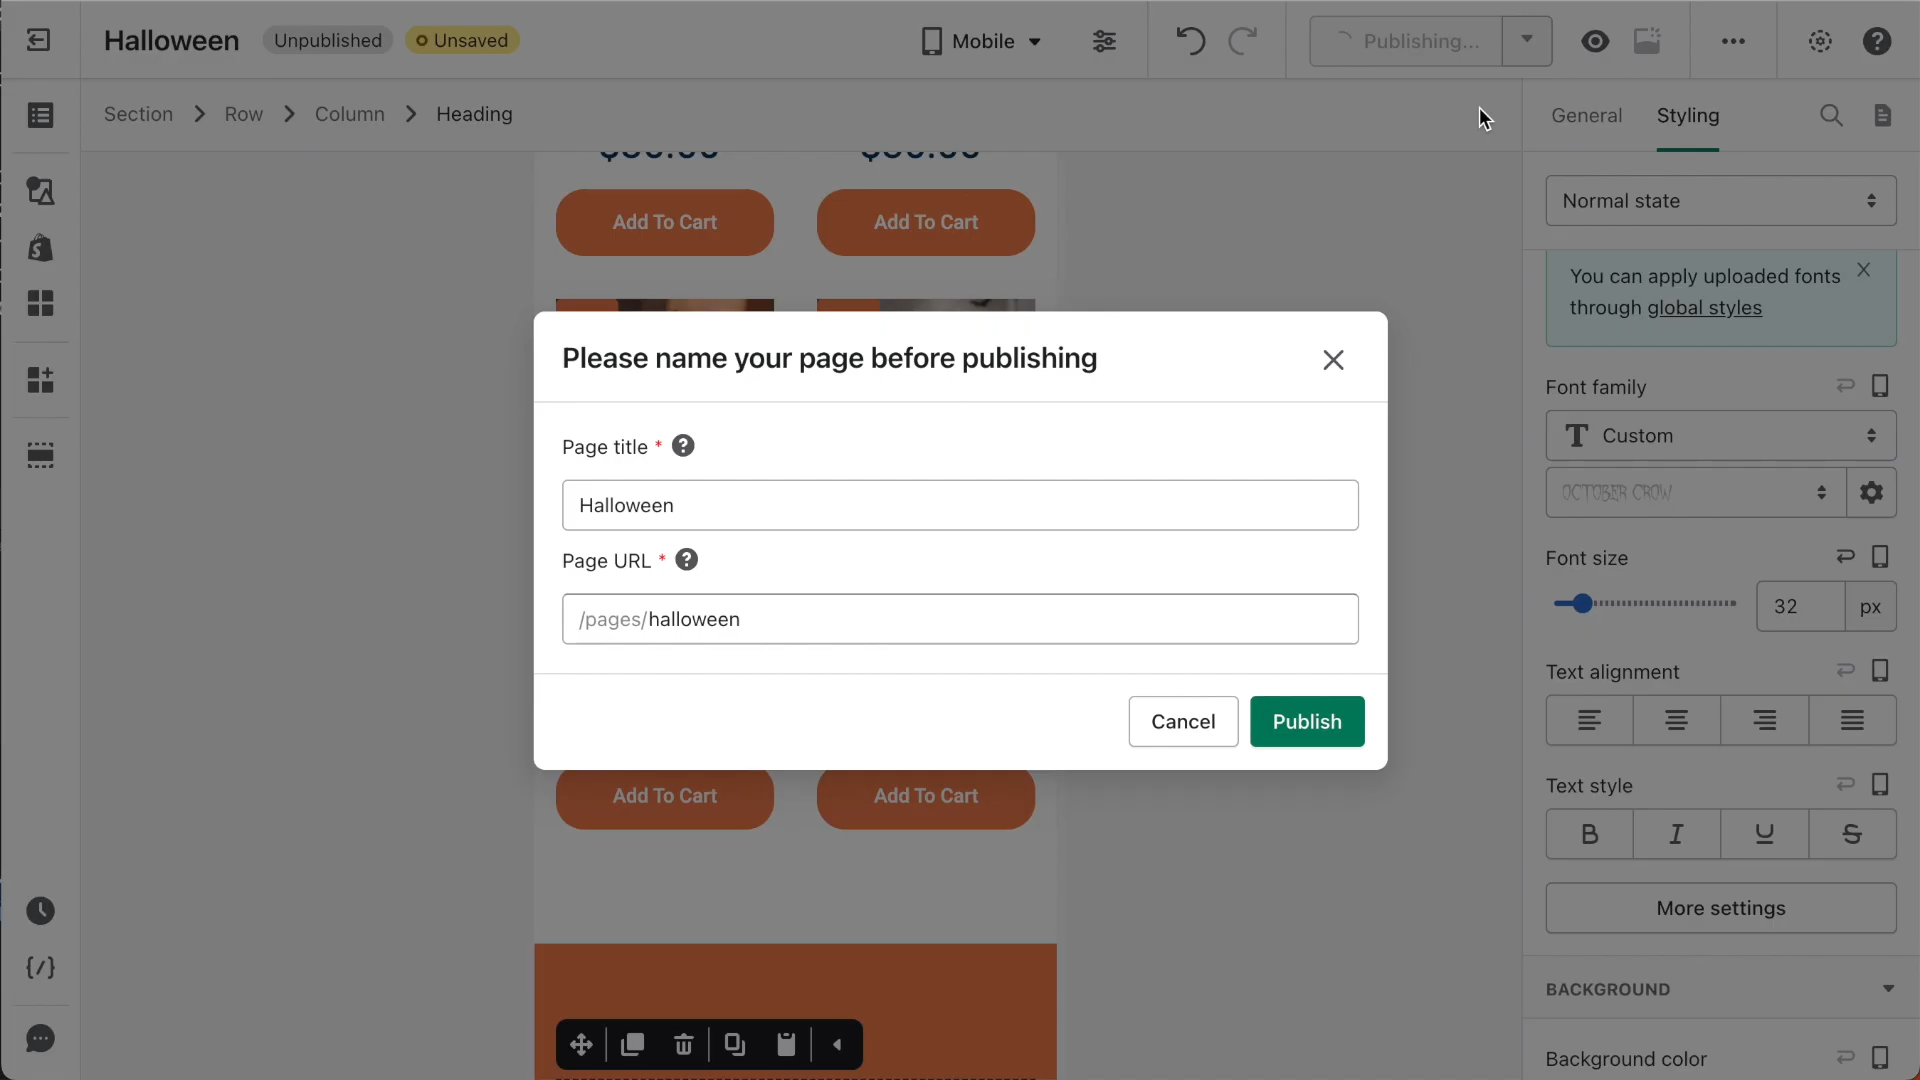 Halloween
Unpublished
Unsaved
Mobile
Publishing...
Section
Row
Column
Heading
General
Styling
Add To Cart
Add To Cart
Normal state
You can apply uploaded fonts
through global styles
Please name your page before publishing
Page title *
Halloween
Page URL *
/pages/halloween
Cancel
Publish
Font family
Custom
OCTOBER CROW
Font size
32
px
Text alignment
Text style
B
I
U
S
More settings
Add To Cart
Add To Cart
BACKGROUND
Background color